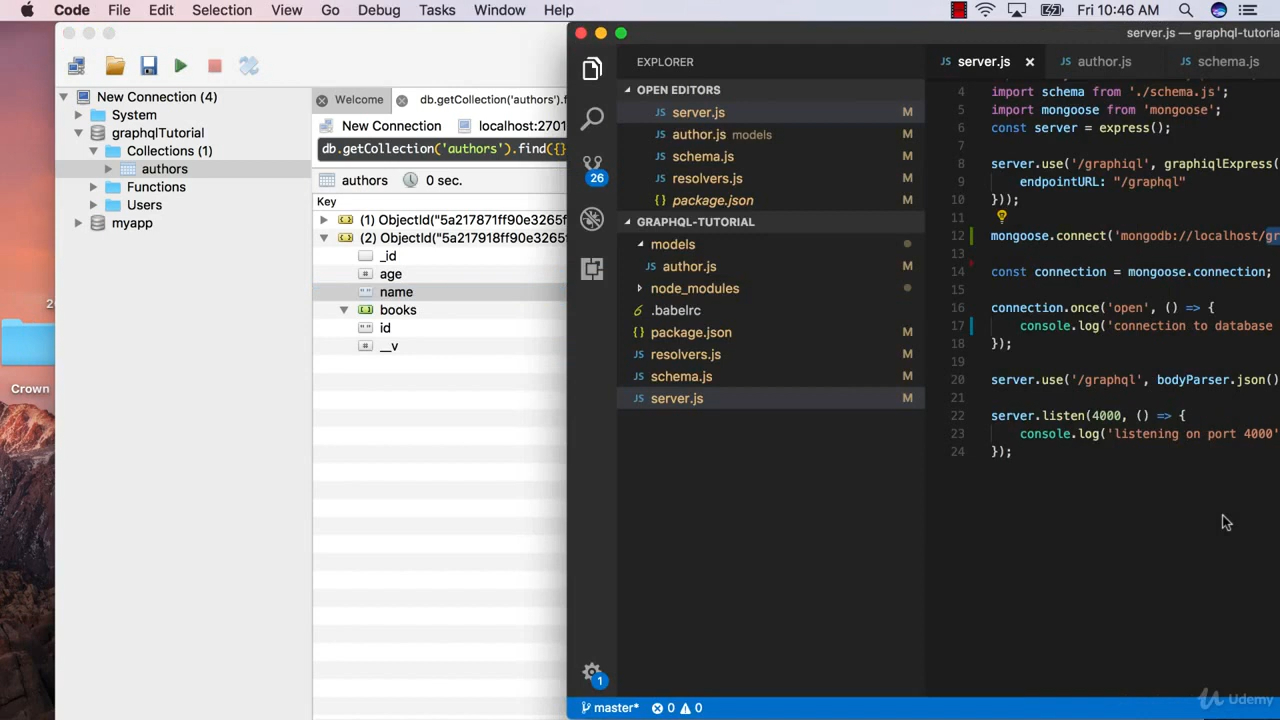 Code File Edit Selection View Go Debug Tasks Window Help Fri 10:46 AM
New Connection (4)
System
graphqlTutorial
Collections (1)
authors
Functions
Users
myapp
Crown
Welcome db.getCollection('authors').f
New Connection localhost:2701
db.getCollection('authors').find({}
authors 0 sec.
Key
(1) ObjectId("5a217871ff90e3265f
(2) ObjectId("5a217918ff90e3265f
_id
age
name
books
id
__v
server.js — graphql-tutoria
EXPLORER
OPEN EDITORS
server.js M
author.js models M
schema.js M
resolvers.js M
package.json M
GRAPHQL-TUTORIAL
models
author.js M
node_modules
.babelrc
package.json M
resolvers.js M
schema.js M
server.js M
26
1
master* 0 0
server.js author.js schema.js
4 import schema from './schema.js';
5 import mongoose from 'mongoose';
6 const server = express();
7
8 server.use('/graphiql', graphiqlExpress(
9 endpointURL: "/graphql"
10 }));
11
12 mongoose.connect('mongodb://localhost/gr
13
14 const connection = mongoose.connection;
15
16 connection.once('open', () => {
17 console.log('connection to database
18 });
19
20 server.use('/graphql', bodyParser.json()
21
22 server.listen(4000, () => {
23 console.log('listening on port 4000'
24 });
Udemy